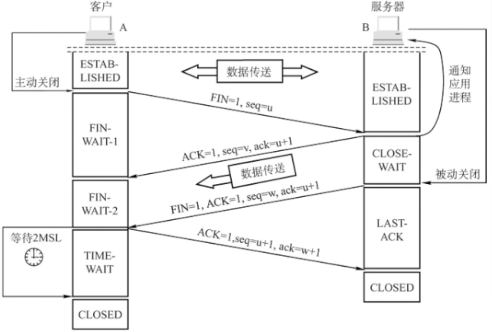 客户
服务器
A
B
ESTAB-
LISHED
数据传送
ESTAB-
LISHED
通知
应用
进程
主动关闭
FIN=1, seq=u
FIN-
WAIT-1
ACK=1, seq=v, ack=u+1
CLOSE-
WAIT
数据传送
被动关闭
FIN-
WAIT-2
FIN=1, ACK=1, seq=w, ack=u+1
LAST-
ACK
等待2MSL
ACK=1,seq=u+1, ack=w+1
TIME-
WAIT
CLOSED
CLOSED